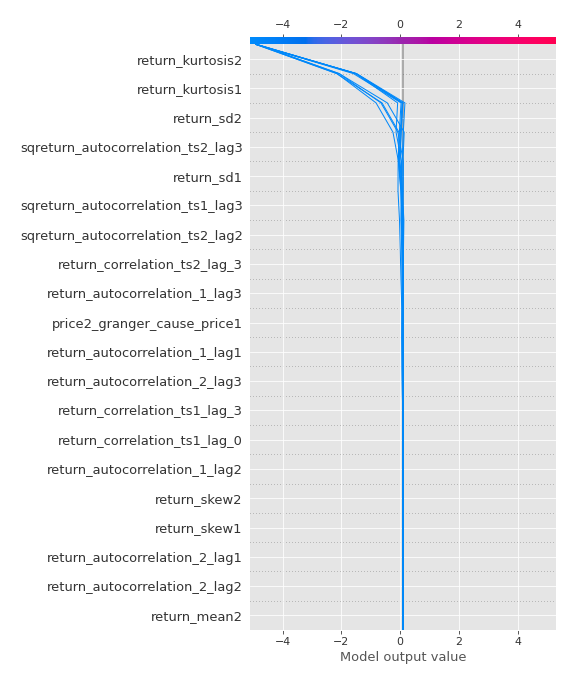 −4 −2 0 2 4
return_kurtosis2
return_kurtosis1
return_sd2
sqreturn_autocorrelation_ts2_lag3
return_sd1
sqreturn_autocorrelation_ts1_lag3
sqreturn_autocorrelation_ts2_lag2
return_correlation_ts2_lag_3
return_autocorrelation_1_lag3
price2_granger_cause_price1
return_autocorrelation_1_lag1
return_autocorrelation_2_lag3
return_correlation_ts1_lag_3
return_correlation_ts1_lag_0
return_autocorrelation_1_lag2
return_skew2
return_skew1
return_autocorrelation_2_lag1
return_autocorrelation_2_lag2
return_mean2
−4 −2 0 2 4
Model output value